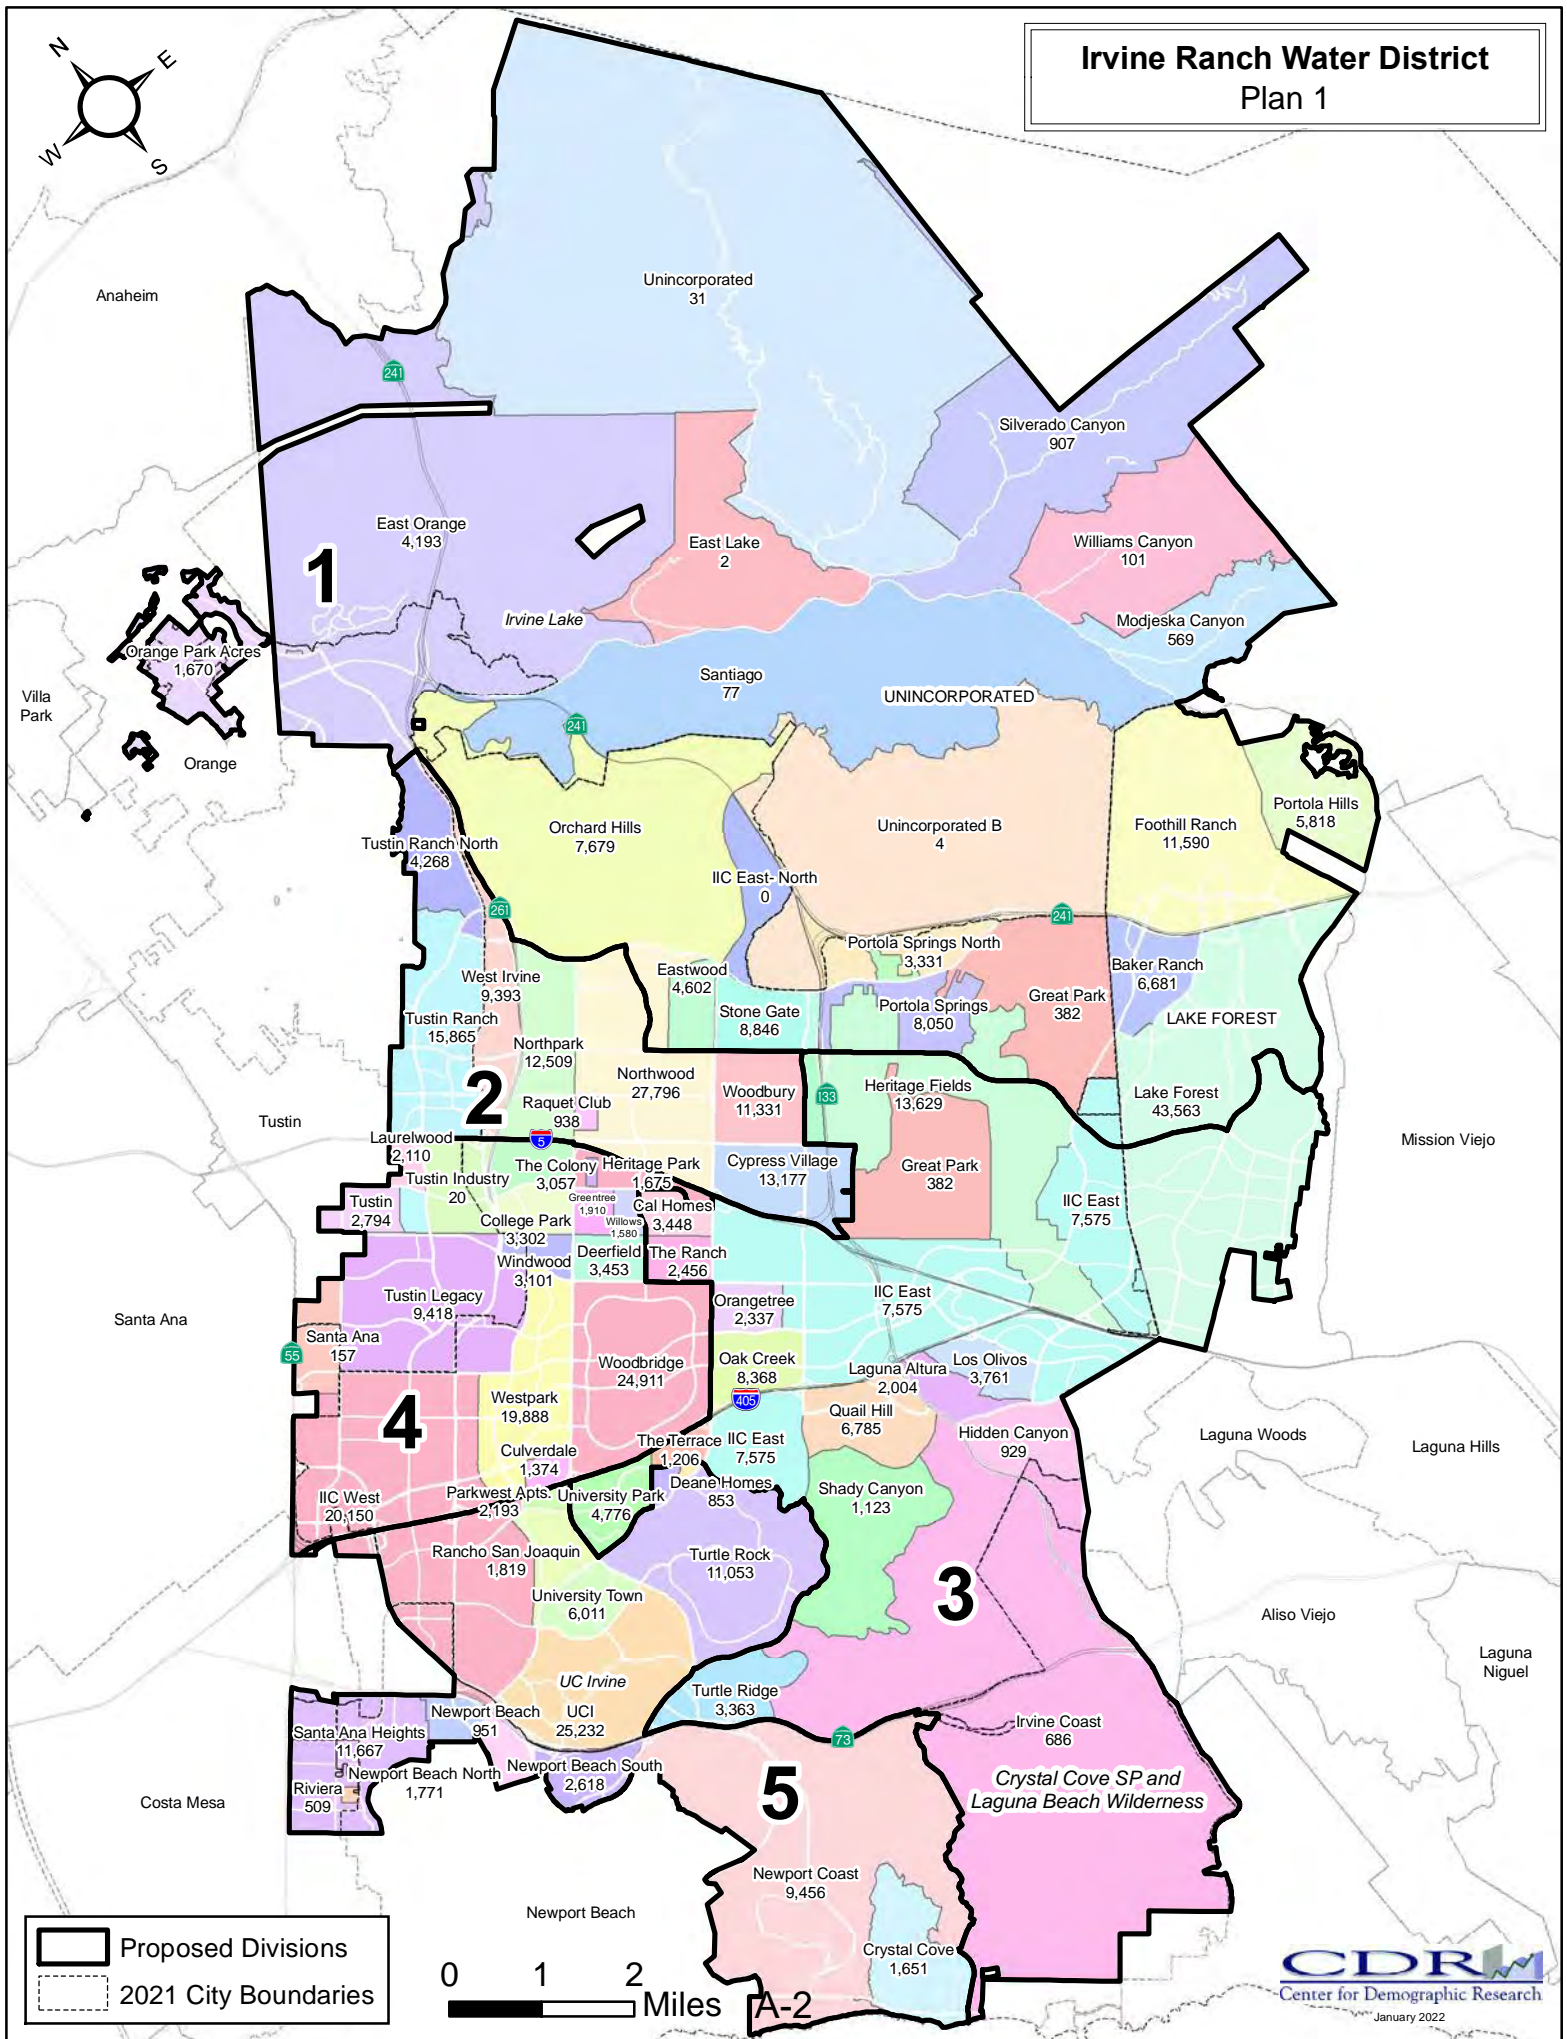 Irvine Ranch Water District
Plan 1
N
E
W
S
Anaheim
Unincorporated
31
241
Silverado Canyon
907
East Orange
4,193
1
East Lake
2
Williams Canyon
101
Irvine Lake
Modjeska Canyon
569
Orange Park Acres
1,670
Santiago
77
UNINCORPORATED
Villa
Park
241
Orange
Portola Hills
5,818
Orchard Hills
7,679
Unincorporated B
4
Foothill Ranch
11,590
Tustin Ranch North
4,268
IIC East- North
0
261
241
Portola Springs North
3,331
West Irvine
9,393
Eastwood
4,602
Baker Ranch
6,681
Tustin Ranch
15,865
Stone Gate
8,846
Portola Springs
8,050
Great Park
382
LAKE FOREST
Northpark
12,509
2
Northwood
27,796
Woodbury
11,331
133
Heritage Fields
13,629
Lake Forest
43,563
Raquet Club
938
Tustin
5
Mission Viejo
Laurelwood
2,110
Tustin Industry
20
The Colony
3,057
Heritage Park
1,675
Cypress Village
13,177
Great Park
382
Tustin
2,794
Greentree
1,910
Willows
1,580
Cal Homes
3,448
IIC East
7,575
College Park
3,302
Windwood
3,101
Deerfield
3,453
The Ranch
2,456
Tustin Legacy
9,418
Orangetree
2,337
IIC East
7,575
Santa Ana
Santa Ana
157
55
Woodbridge
24,911
Oak Creek
8,368
Laguna Altura
2,004
Los Olivos
3,761
405
4
Westpark
19,888
Quail Hill
6,785
Hidden Canyon
929
Laguna Woods
Laguna Hills
Culverdale
1,374
The Terrace
1,206
IIC East
7,575
IIC West
20,150
Parkwest Apts.
2,193
University Park
4,776
Deane Homes
853
Shady Canyon
1,123
Rancho San Joaquin
1,819
Turtle Rock
11,053
3
University Town
6,011
Aliso Viejo
Laguna
Niguel
UC Irvine
UCI
25,232
Turtle Ridge
3,363
Newport Beach
951
Santa Ana Heights
11,667
73
Irvine Coast
686
Newport Beach North
1,771
Newport Beach South
2,618
Riviera
509
5
Crystal Cove SP and
Laguna Beach Wilderness
Costa Mesa
Newport Coast
9,456
Newport Beach
Crystal Cove
1,651
Proposed Divisions
2021 City Boundaries
0 1 2
Miles
A-2
CDR
Center for Demographic Research
January 2022